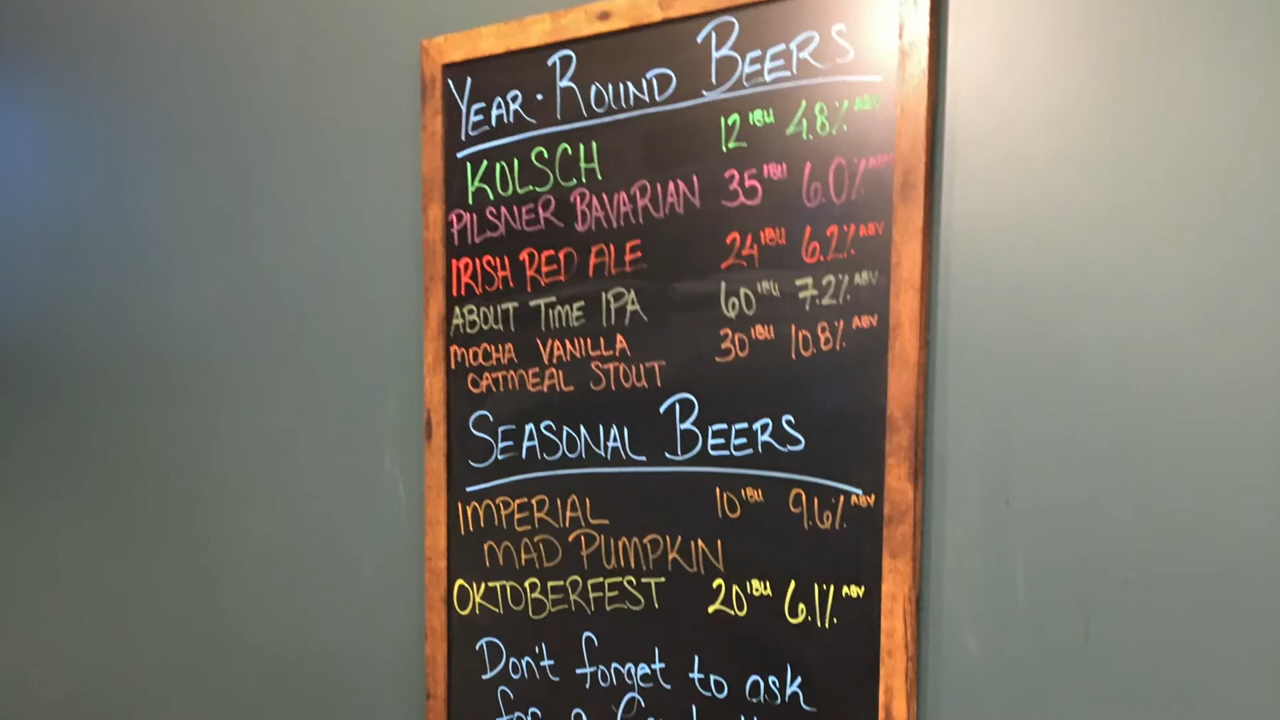 YEAR-ROUND BEERS
KOLSCH 12 IBU 4.8% ABV
PILSNER BAVARIAN 35 IBU 6.0% ABV
IRISH RED ALE 24 IBU 6.2% ABV
ABOUT TIME IPA 60 IBU 7.2% ABV
MOCHA VANILLA 30 IBU 10.8% ABV
OATMEAL STOUT
SEASONAL BEERS
IMPERIAL 10 IBU 9.6% ABV
MAD PUMPKIN
OKTOBERFEST 20 IBU 6.1% ABV
Don't forget to ask
for a